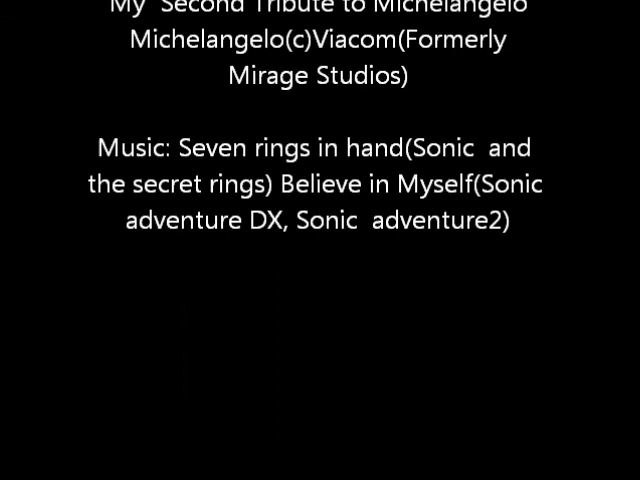 My  Second Tribute to Michelangelo
Michelangelo(c)Viacom(Formerly
Mirage Studios)
Music: Seven rings in hand(Sonic  and
the secret rings) Believe in Myself(Sonic
adventure DX, Sonic  adventure2)